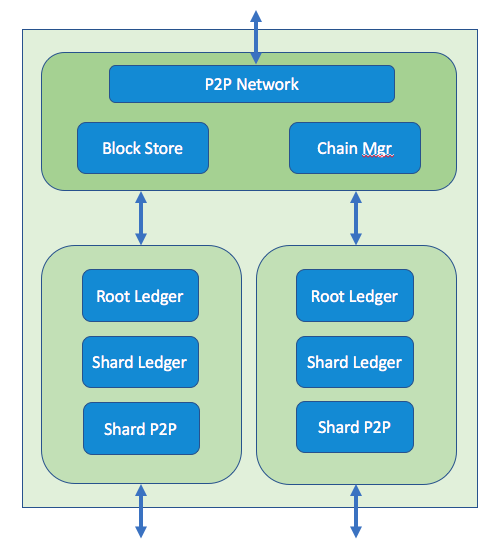 P2P Network
Block Store
Chain Mgr
Root Ledger
Shard Ledger
Shard P2P
Root Ledger
Shard Ledger
Shard P2P